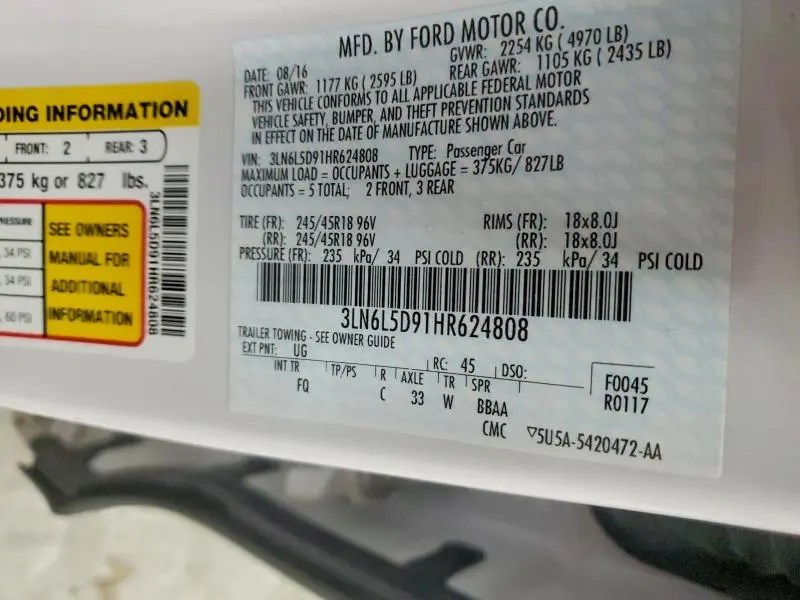 DING INFORMATION
FRONT: 2 REAR: 3
375 kg or 827 lbs.
PRESSURE
, 34 PSI
, 34 PSI
, 60 PSI
SEE OWNERS
MANUAL FOR
ADDITIONAL
INFORMATION
3LN6L5D91HR624808
MFD. BY FORD MOTOR CO.
DATE: 08/16 GVWR: 2254 KG ( 4970 LB)
FRONT GAWR: 1177 KG ( 2595 LB) REAR GAWR: 1105 KG ( 2435 LB)
THIS VEHICLE CONFORMS TO ALL APPLICABLE FEDERAL MOTOR
VEHICLE SAFETY, BUMPER, AND THEFT PREVENTION STANDARDS
IN EFFECT ON THE DATE OF MANUFACTURE SHOWN ABOVE.
VIN: 3LN6L5D91HR624808 TYPE: Passenger Car
MAXIMUM LOAD = OCCUPANTS + LUGGAGE = 375KG/ 827LB
OCCUPANTS = 5 TOTAL; 2 FRONT, 3 REAR
TIRE (FR): 245/45R18 96V RIMS (FR): 18x8.0J
(RR): 245/45R18 96V (RR): 18x8.0J
PRESSURE (FR): 235 kPa/ 34 PSI COLD (RR): 235 kPa/ 34 PSI COLD
3LN6L5D91HR624808
TRAILER TOWING - SEE OWNER GUIDE
EXT PNT: UG RC: 45 DSO:
INT TR TP/PS R AXLE TR SPR
FQ C 33 W BBAA
F0045
R0117
CMC ▽5U5A-5420472-AA